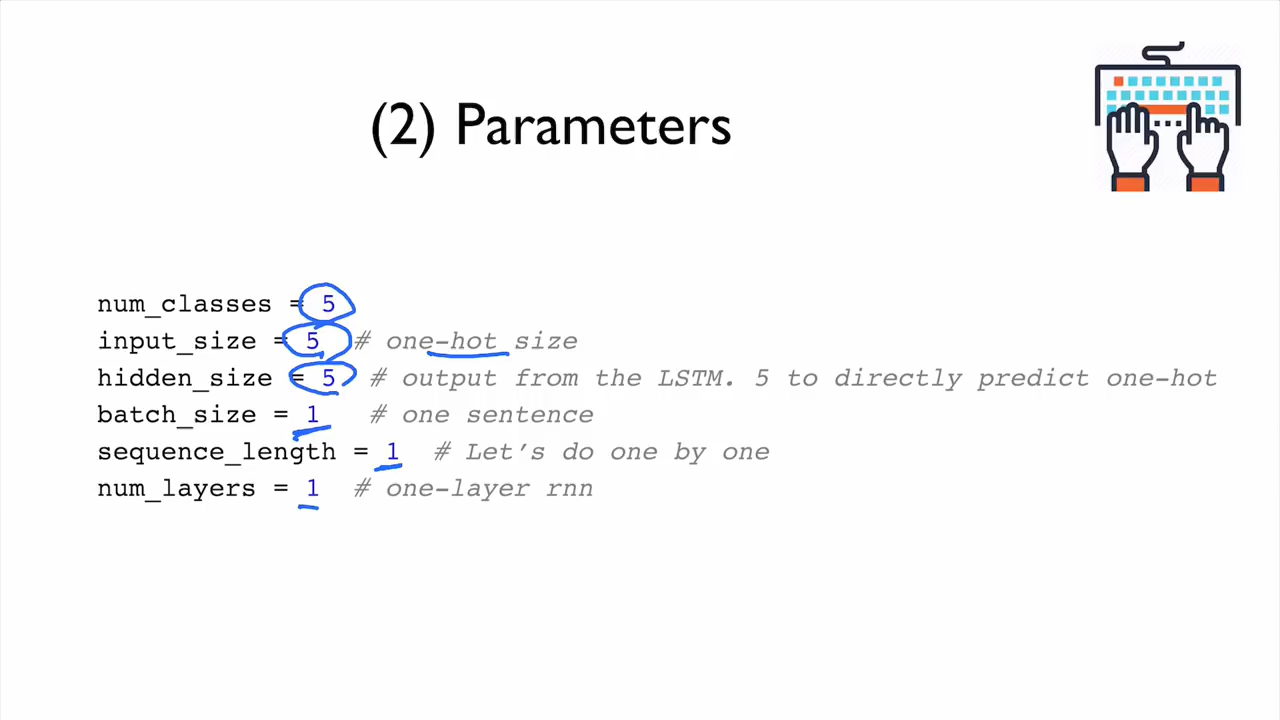 (2) Parameters
num_classes = 5
input_size = 5 # one-hot size
hidden_size = 5 # output from the LSTM. 5 to directly predict one-hot
batch_size = 1 # one sentence
sequence_length = 1 # Let’s do one by one
num_layers = 1 # one-layer rnn